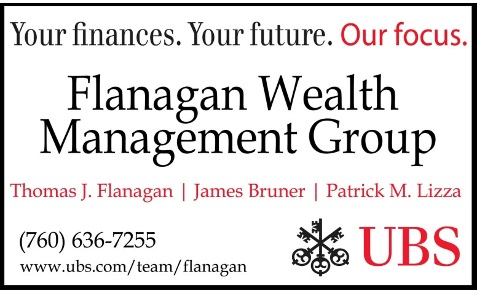 Your finances. Your future. Our focus.
Flanagan Wealth
Management Group
Thomas J. Flanagan | James Bruner | Patrick M. Lizza
(760) 636-7255
www.ubs.com/team/flanagan
UBS